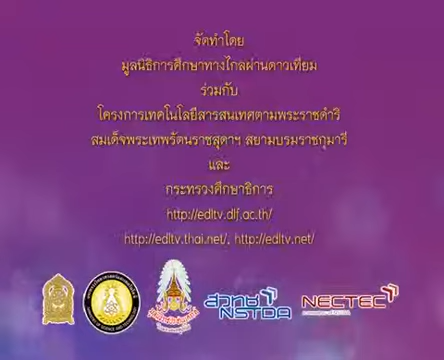 จัดทำโดย
มูลนิธิการศึกษาทางไกลผ่านดาวเทียม
ร่วมกับ
โครงการเทคโนโลยีสารสนเทศตามพระราชดำริ
สมเด็จพระเทพรัตนราชสุดาฯ สยามบรมราชกุมารี
และ
กระทรวงศึกษาธิการ
http://edltv.dlf.ac.th/
http://edltv.thai.net/, http://edltv.net/
สวทช NSTDA
NECTEC